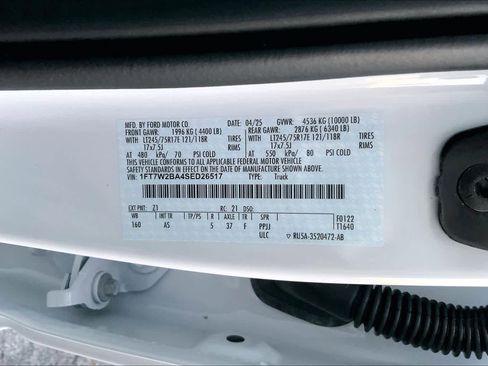 MFD. BY FORD MOTOR CO. 04/25 GVWR: 4536 KG (10000 LB)
FRONT GAWR: 1996 KG (4400 LB) REAR GAWR: 2876 KG (6340 LB)
WITH LT245/75R17E 121/118R TIRES WITH LT245/75R17E 121/118R TIRES
17x7.5J RIMS 17x7.5J RIMS
AT 480 kPa/ 70 PSI COLD AT 550 kPa/ 80 PSI COLD
THIS VEHICLE CONFORMS TO ALL APPLICABLE FEDERAL MOTOR VEHICLE
SAFETY STANDARDS IN EFFECT ON THE DATE OF MANUFACTURE SHOWN ABOVE.
VIN: 1FT7W2BA4SED26517 TYPE: Truck
EXT PNT: Z1 RC: 21 DSO: F0122
WB INT TR TP/PS R AXLE TR SPR T1640
160 AS 5 37 F PPJJ
ULC RU5A-3520472-AB